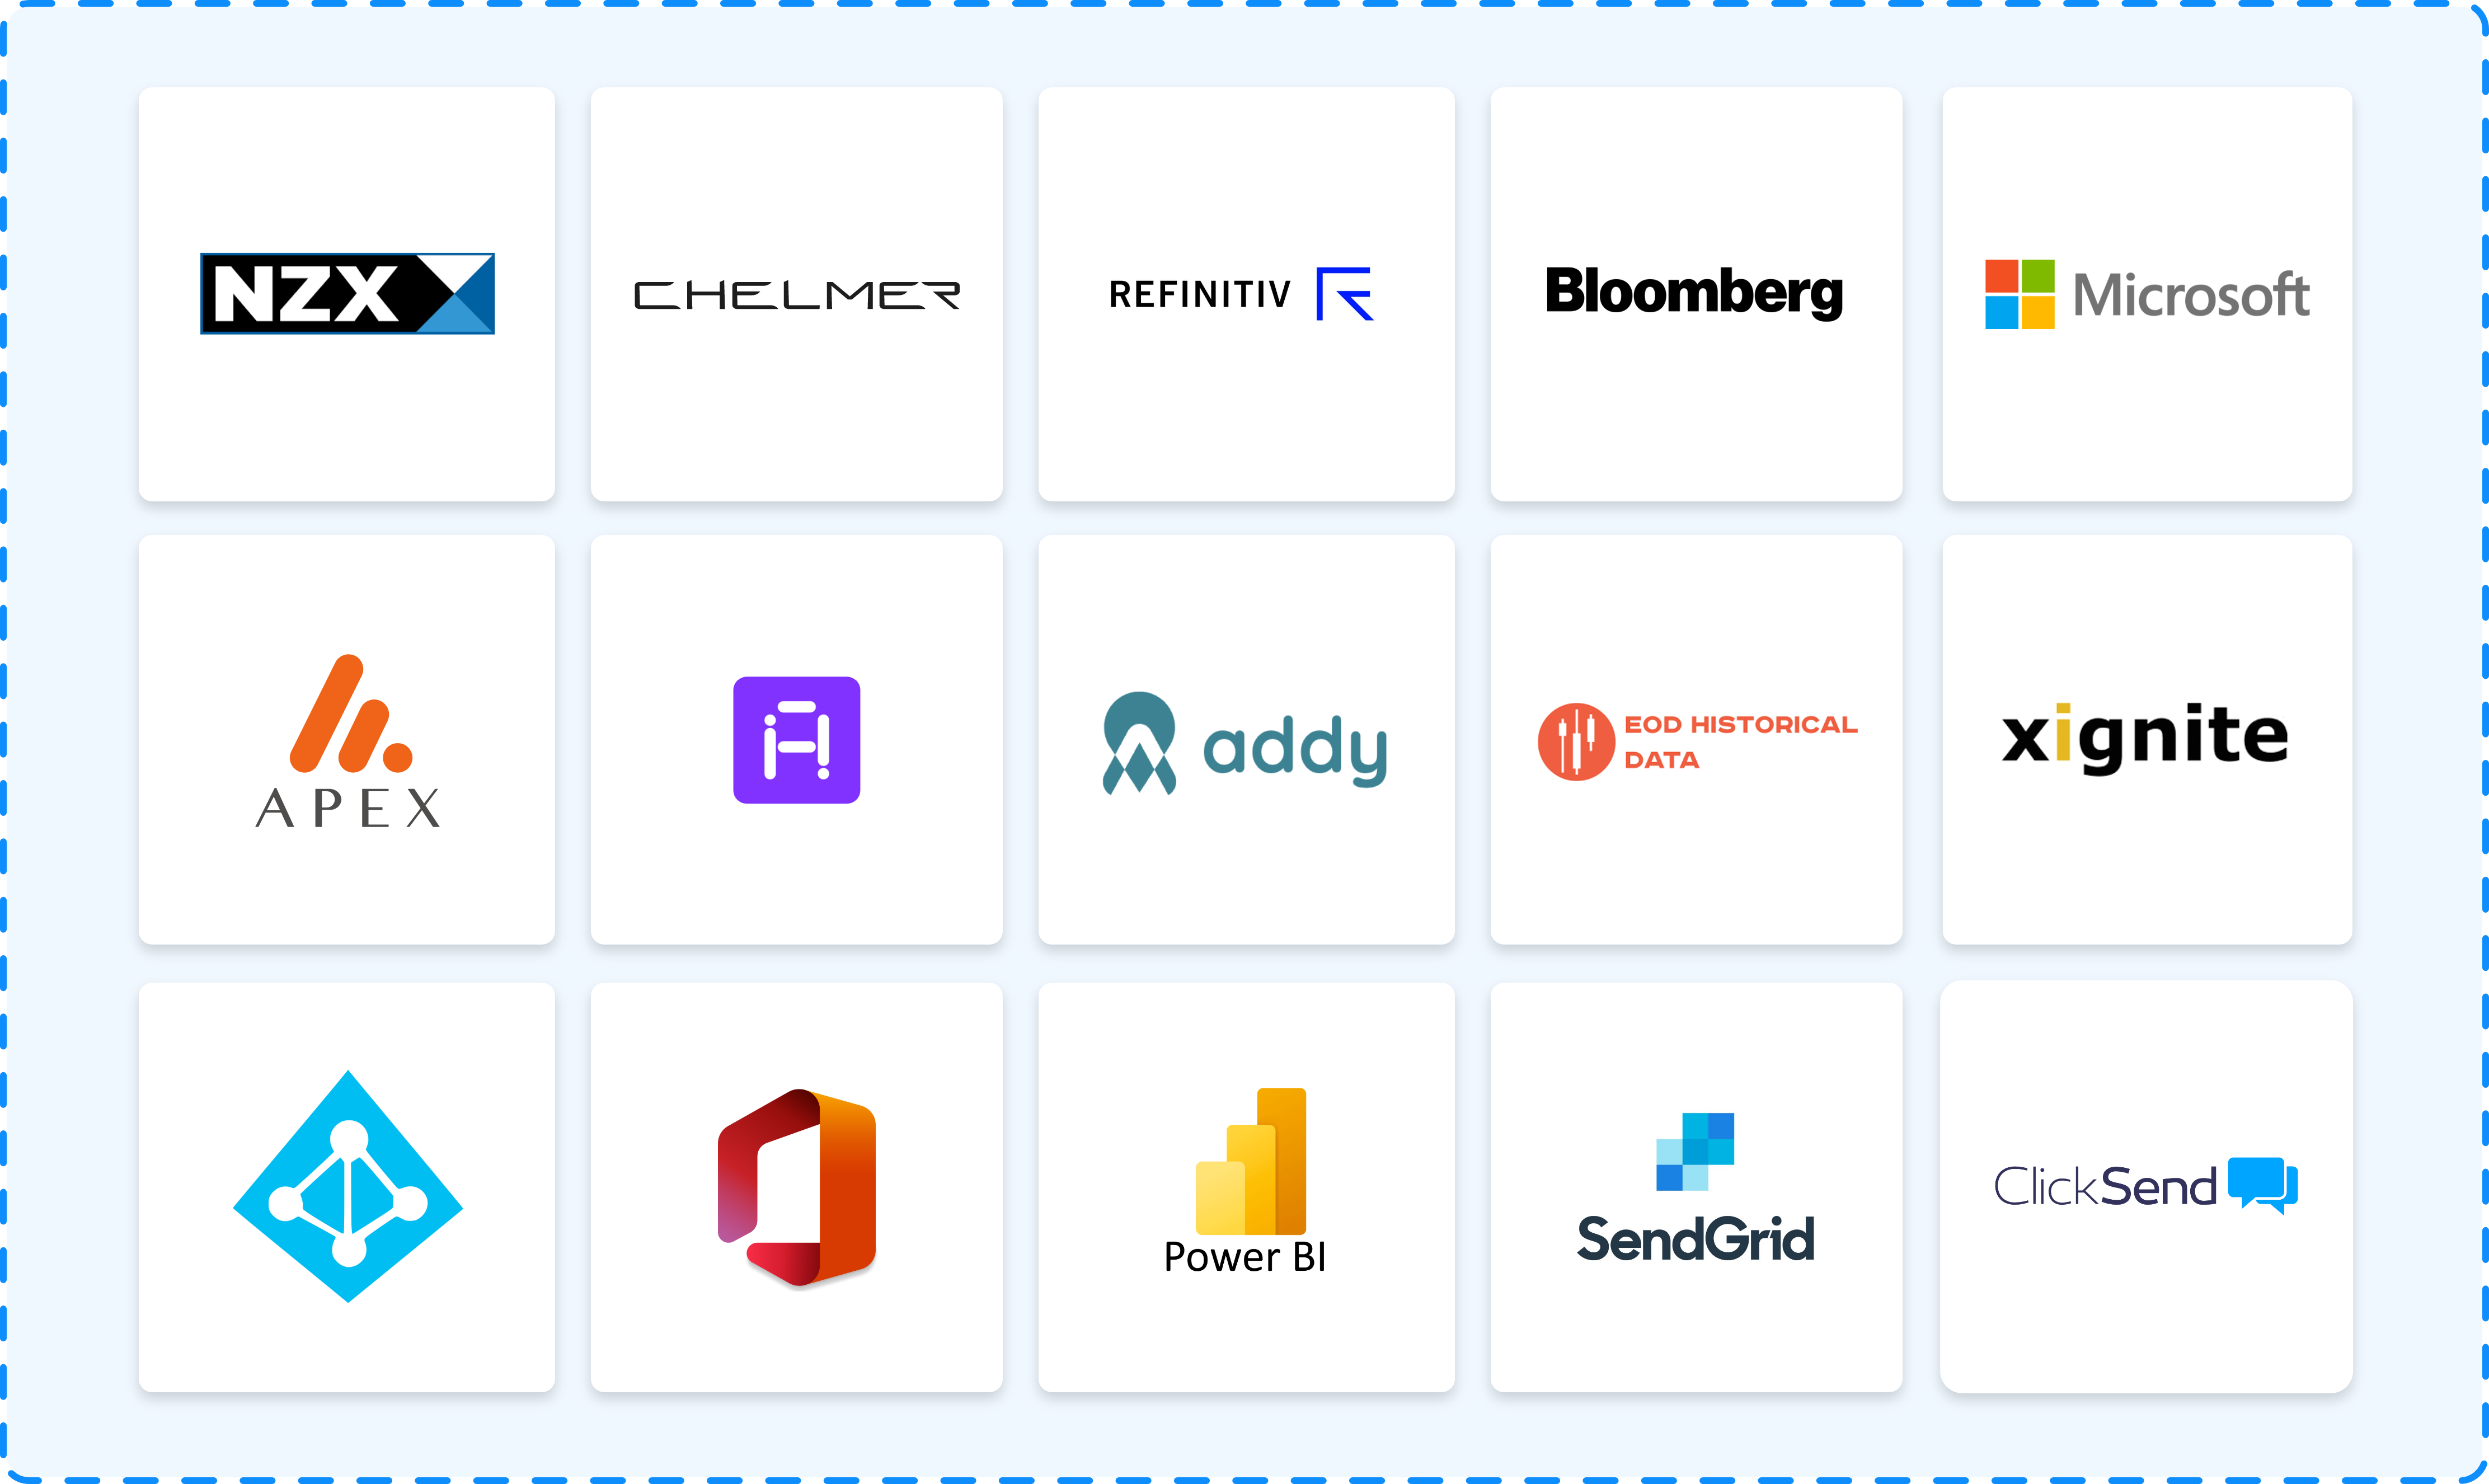 NZX
CHELMER
REFINITIV
Bloomberg
Microsoft
APEX
addy
EOD HISTORICAL
DATA
xignite
Power BI
SendGrid
ClickSend